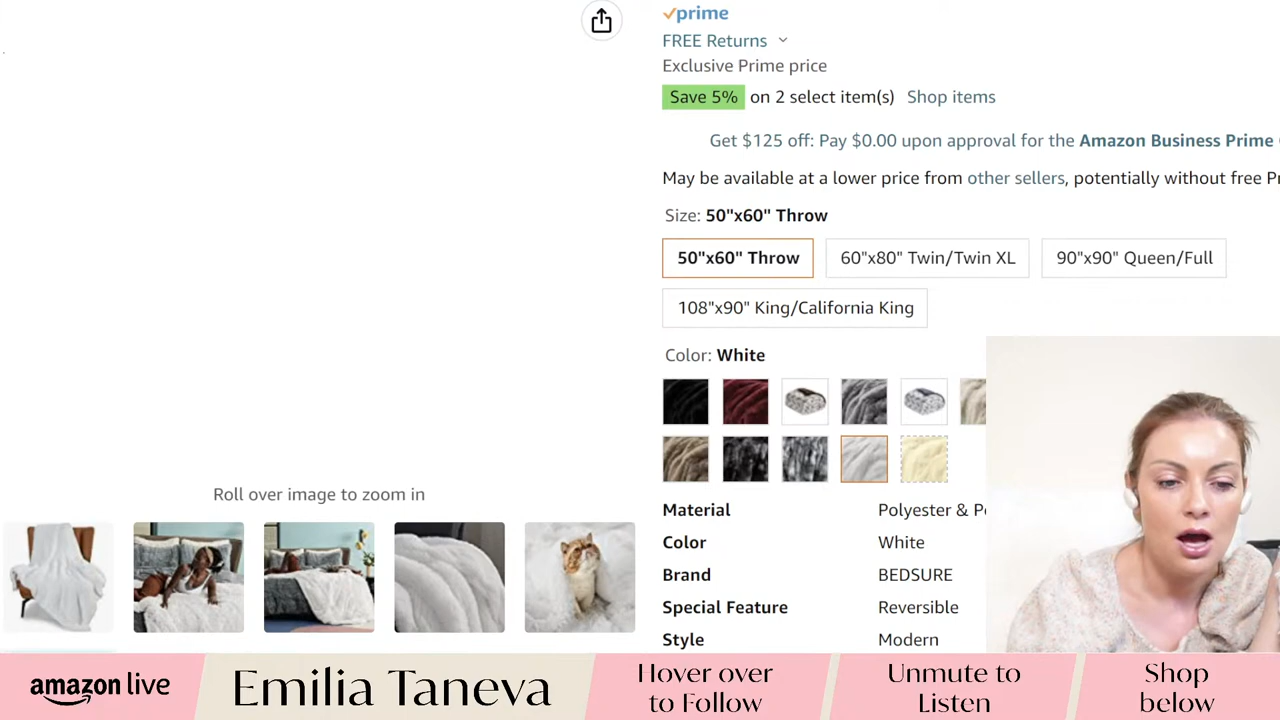 prime
FREE Returns
Exclusive Prime price
Save 5% on 2 select item(s) Shop items
Get $125 off: Pay $0.00 upon approval for the Amazon Business Prime
May be available at a lower price from other sellers, potentially without free
Size: 50"x60" Throw
50"x60" Throw
60"x80" Twin/Twin XL
90"x90" Queen/Full
108"x90" King/California King
Color: White
Roll over image to zoom in
Material Polyester &
Color White
Brand BEDSURE
Special Feature Reversible
Style Modern
amazon live
Emilia Taneva
Hover over
to Follow
Unmute to
Listen
Shop
below